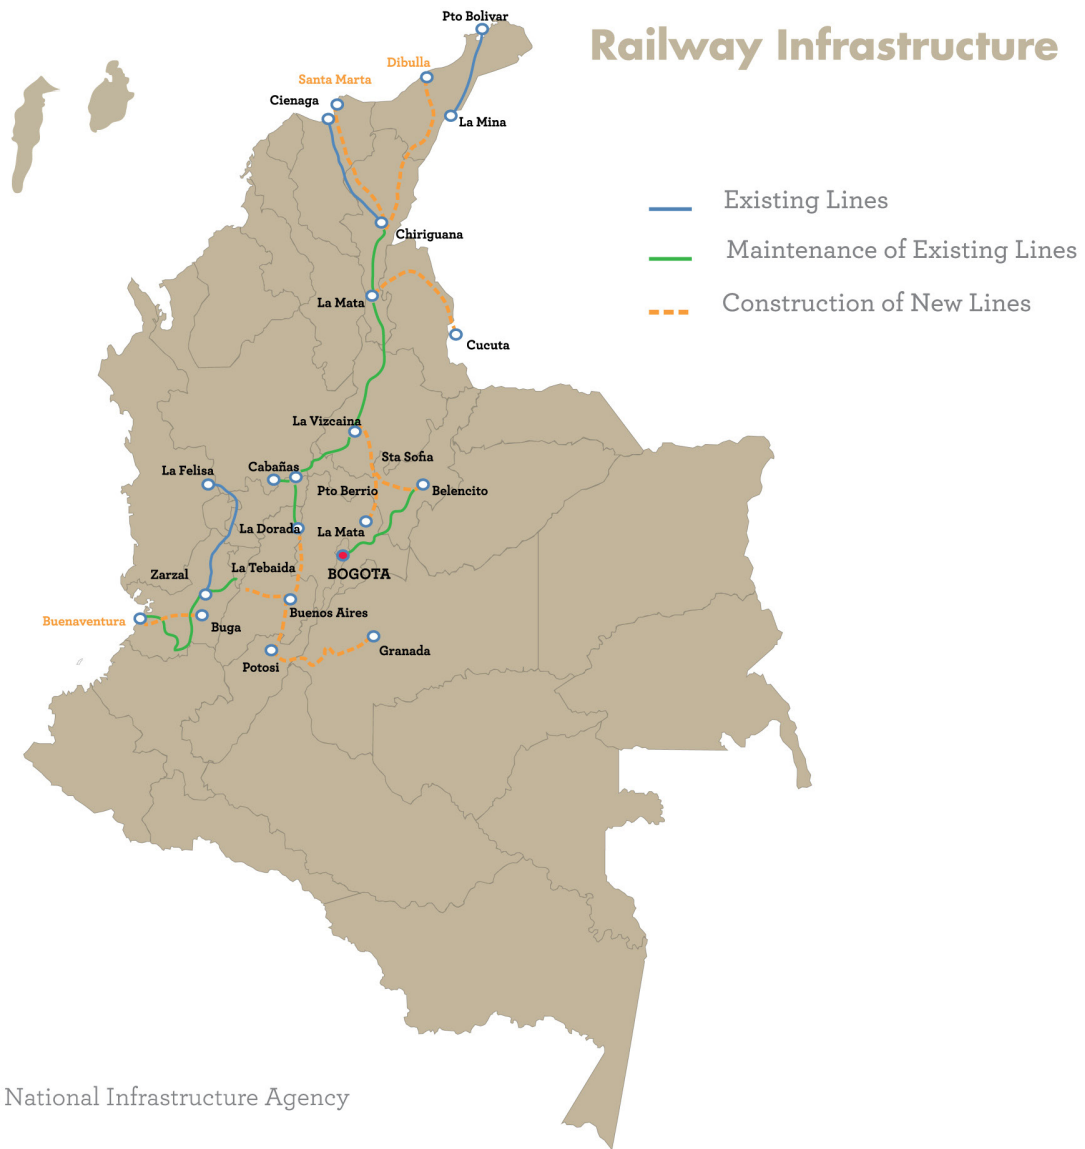 Pto Bolivar
Railway Infrastructure
Dibulla
Santa Marta
Cienaga
La Mina
Existing Lines
Chiriguana
Maintenance of Existing Lines
La Mata
Construction of New Lines
Cucuta
La Vizcaina
Sta Sofia
Cabañas
La Felisa
Pto Berrio
Belencito
La Dorada
La Mata
La Tebaida
Zarzal
BOGOTA
Buenos Aires
Buenaventura
Buga
Granada
Potosi
National Infrastructure Agency